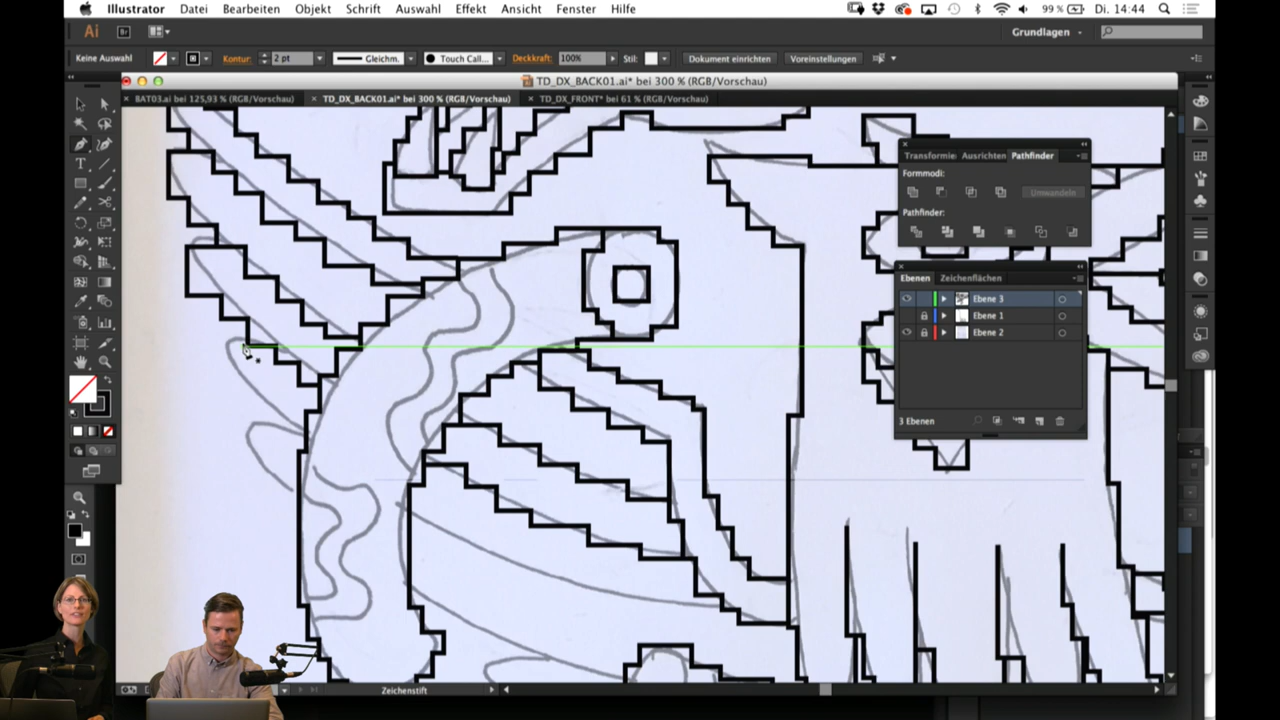 Illustrator Datei Bearbeiten Objekt Schrift Auswahl Effekt Ansicht Fenster Hilfe 99 % Di. 14:44
Ai Br Grundlagen
Keine Auswahl Kontur: 2 pt Gleichm. Touch Call... Deckkraft: 100% Stil: Dokument einrichten Voreinstellungen
TD_DX_BACK01.ai* bei 300 % (RGB/Vorschau)
BAT03.ai bei 125,93 % (RGB/Vorschau) TD_DX_BACK01.ai* bei 300 % (RGB/Vorschau) TD_DX_FRONT* bei 61 % (RGB/Vorschau)
Transformie Ausrichten Pathfinder
Formmodi:
Umwandeln
Pathfinder:
Ebenen Zeichenflächen
Ebene 3
Ebene 1
Ebene 2
3 Ebenen
Zeichenstift